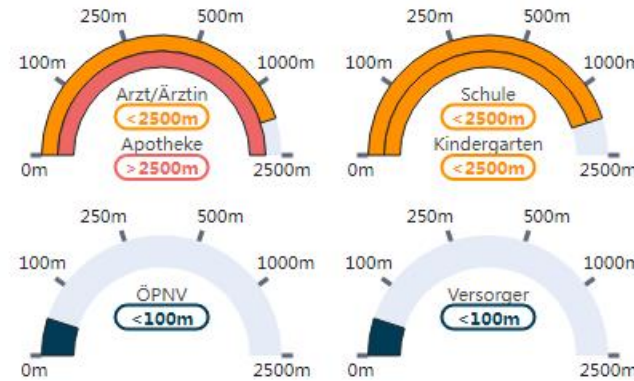 250m 500m
100m 1000m
Arzt/Ärztin
<2500m
Apotheke
>2500m
0m 2500m
250m 500m
100m 1000m
Schule
<2500m
Kindergarten
<2500m
0m 2500m
250m 500m
100m 1000m
ÖPNV
<100m
0m 2500m
250m 500m
100m 1000m
Versorger
<100m
0m 2500m